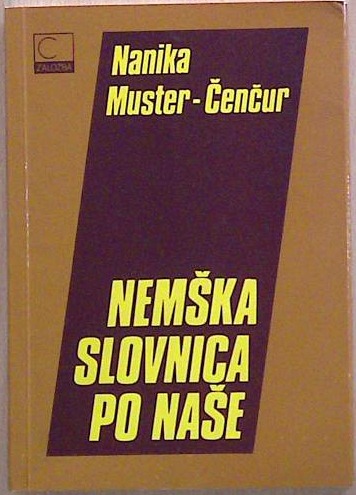 C
ZALOŽBA
Nanika
Muster-Čenčur
NEMŠKA
SLOVNICA
PO NAŠE